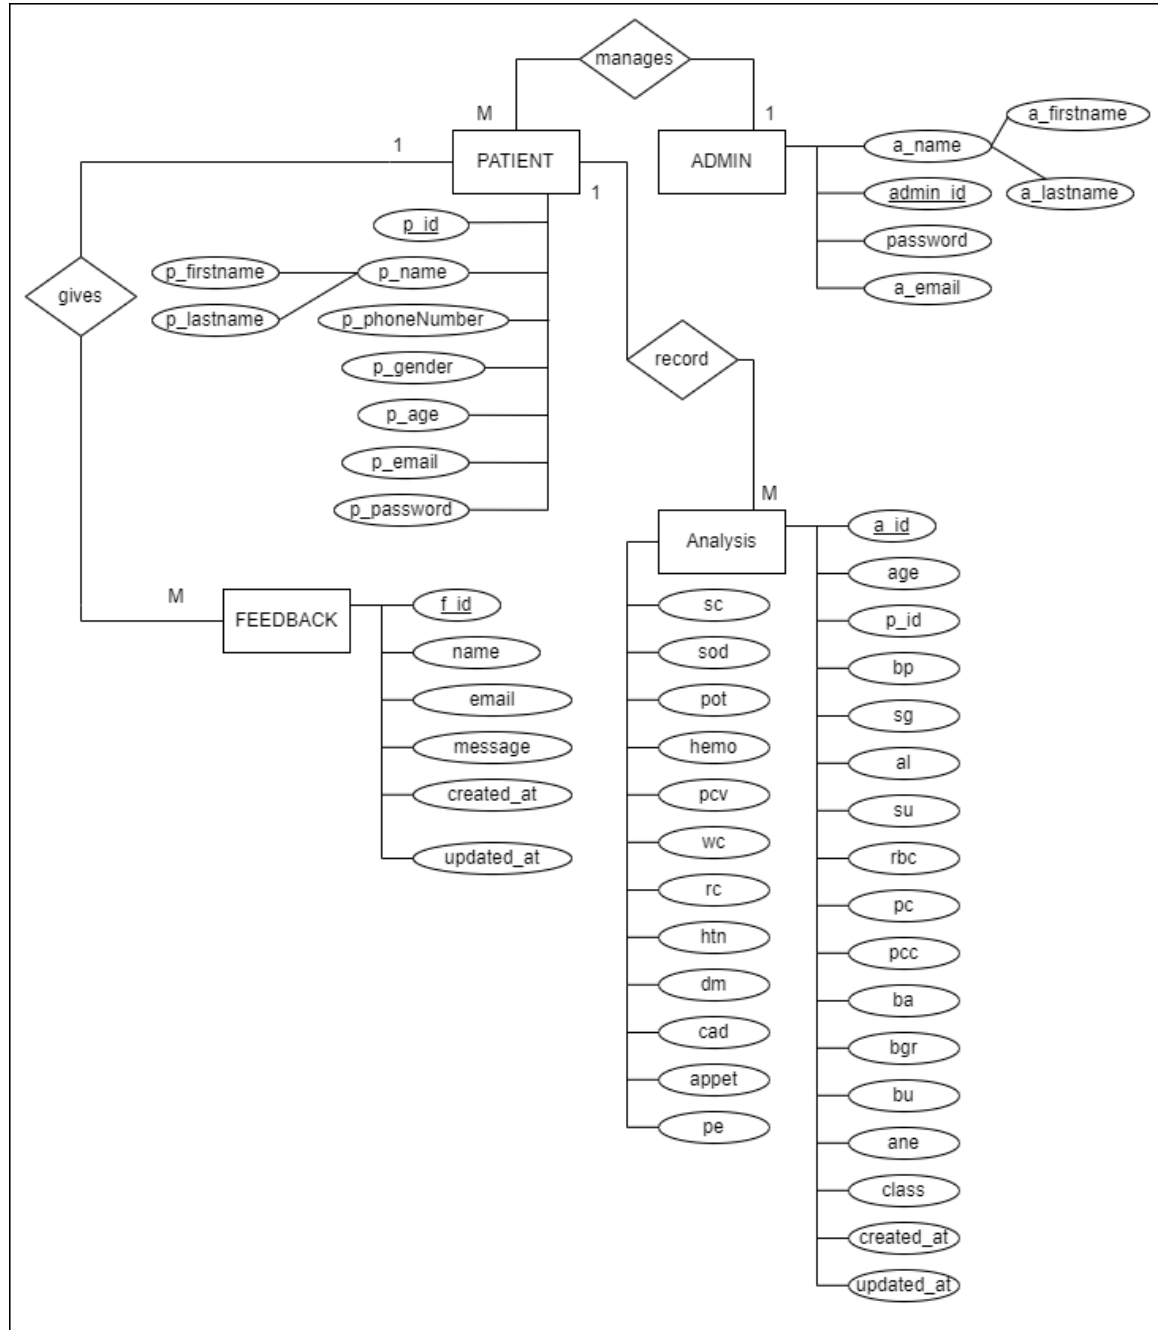 manages
M
1
PATIENT
ADMIN
1
1
a_name
a_firstname
a_lastname
admin_id
password
a_email
p_id
p_name
p_firstname
p_lastname
p_phoneNumber
p_gender
p_age
p_email
p_password
gives
record
M
M
FEEDBACK
f_id
name
email
message
created_at
updated_at
Analysis
sc
sod
pot
hemo
pcv
wc
rc
htn
dm
cad
appet
pe
a_id
age
p_id
bp
sg
al
su
rbc
pc
pcc
ba
bgr
bu
ane
class
created_at
updated_at